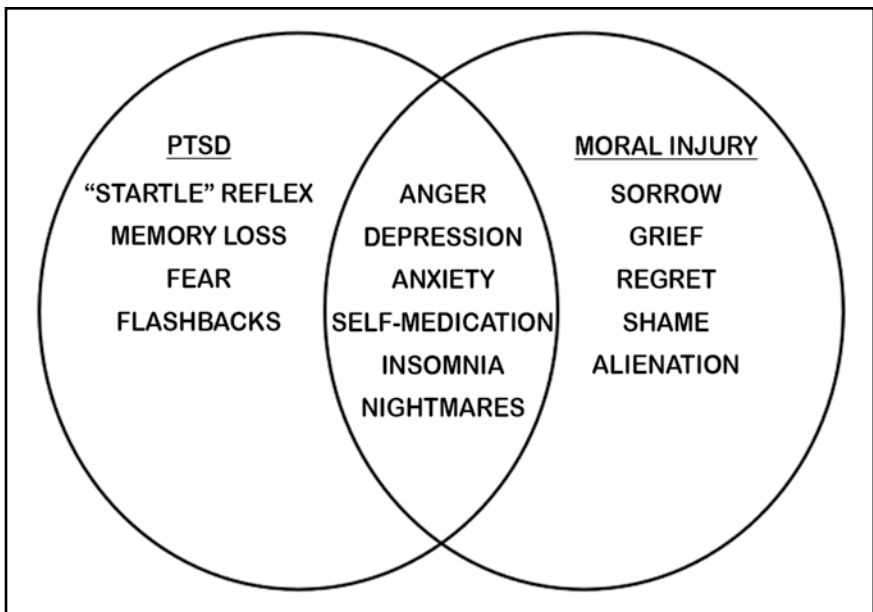 PTSD
“STARTLE” REFLEX
MEMORY LOSS
FEAR
FLASHBACKS
ANGER
DEPRESSION
ANXIETY
SELF-MEDICATION
INSOMNIA
NIGHTMARES
MORAL INJURY
SORROW
GRIEF
REGRET
SHAME
ALIENATION